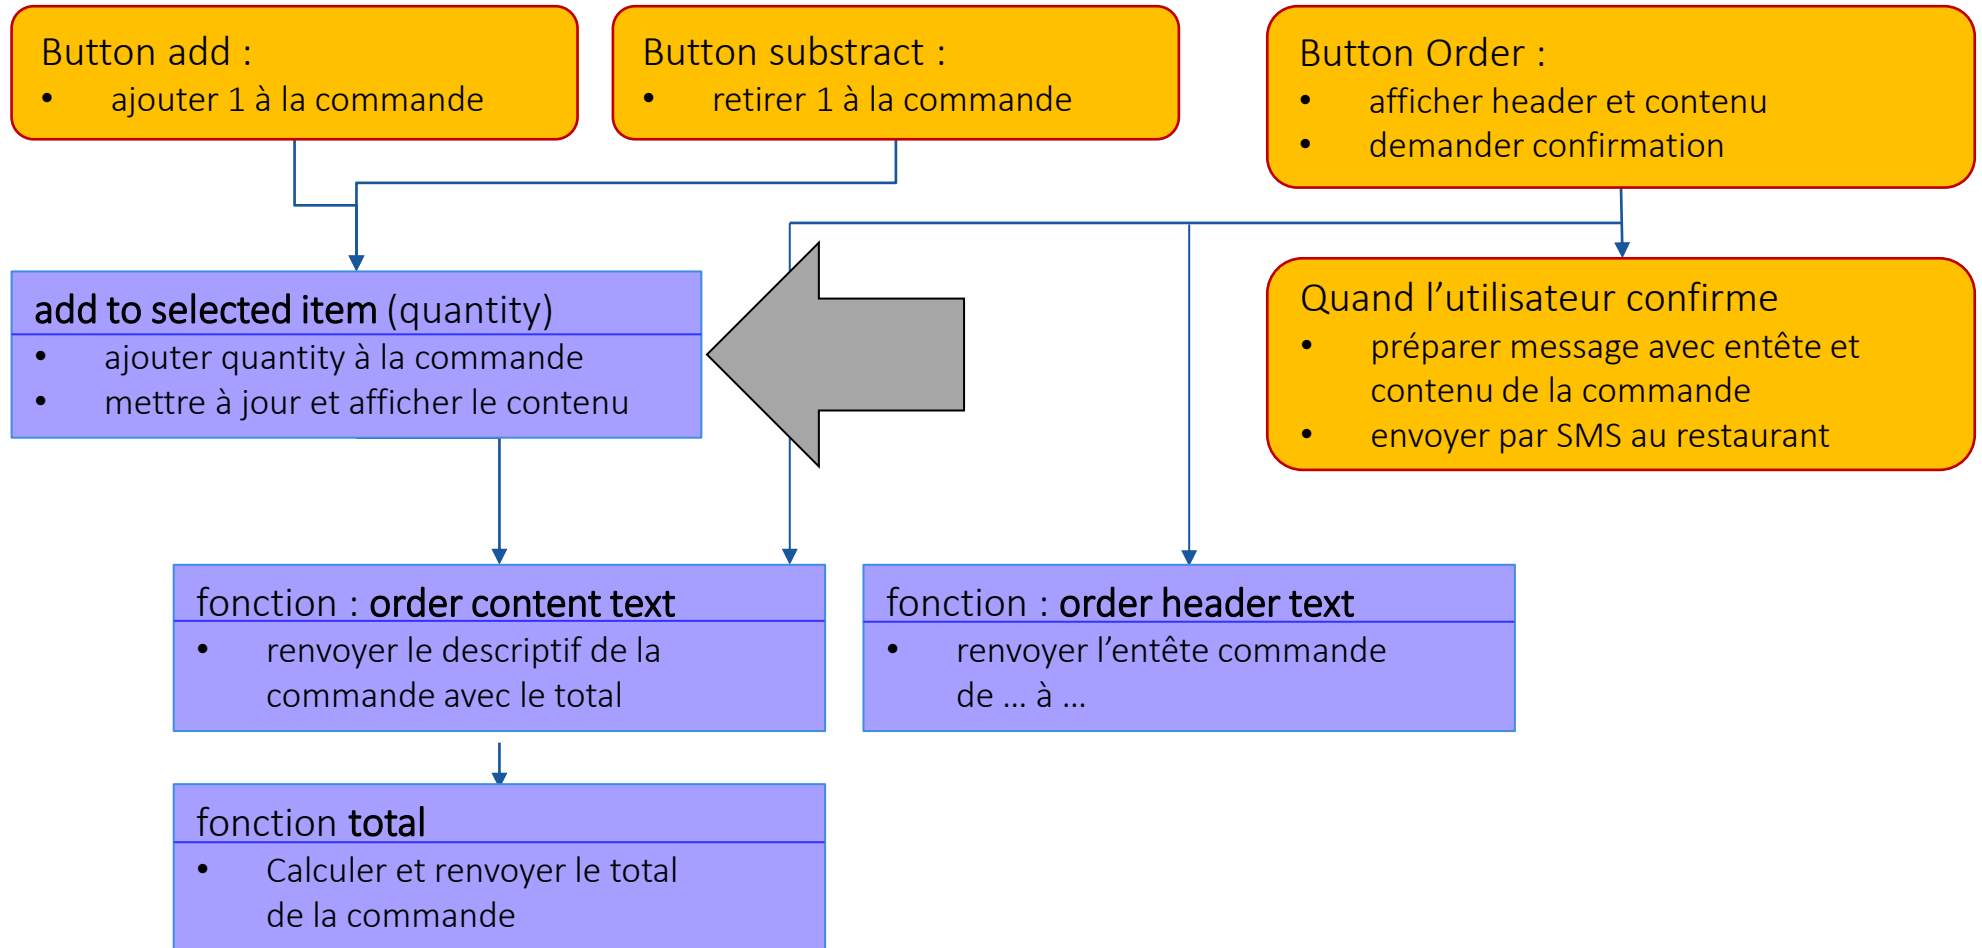 Button add :
• ajouter 1 à la commande
Button substract :
• retirer 1 à la commande
Button Order :
• afficher header et contenu
• demander confirmation
add to selected item (quantity)
• ajouter quantity à la commande
• mettre à jour et afficher le contenu
Quand l’utilisateur confirme
• préparer message avec entête et
contenu de la commande
• envoyer par SMS au restaurant
fonction : order content text
• renvoyer le descriptif de la
commande avec le total
fonction : order header text
• renvoyer l’entête commande
de … à …
fonction total
• Calculer et renvoyer le total
de la commande